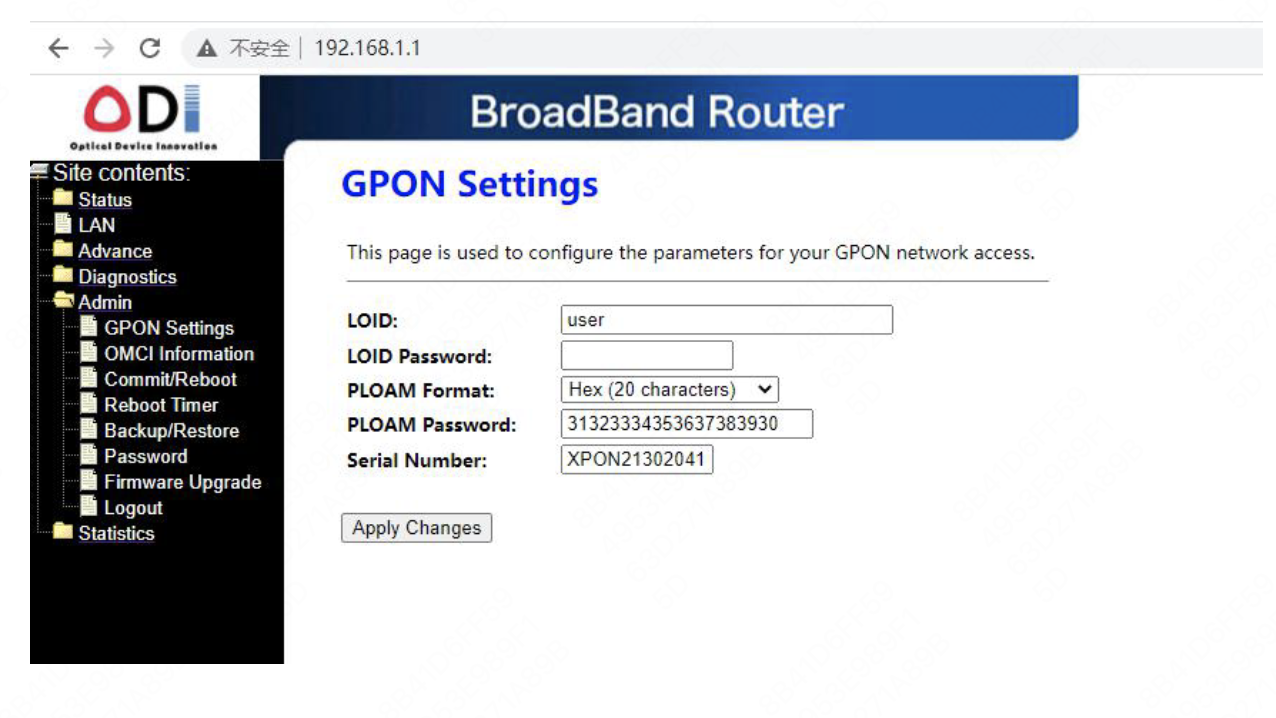 不安全 | 192.168.1.1
ODI
Optical Device Innovation
BroadBand Router
Site contents:
Status
LAN
Advance
Diagnostics
Admin
GPON Settings
OMCI Information
Commit/Reboot
Reboot Timer
Backup/Restore
Password
Firmware Upgrade
Logout
Statistics
GPON Settings
This page is used to configure the parameters for your GPON network access.
LOID: user
LOID Password:
PLOAM Format: Hex (20 characters)
PLOAM Password: 31323334353637383930
Serial Number: XPON21302041
Apply Changes